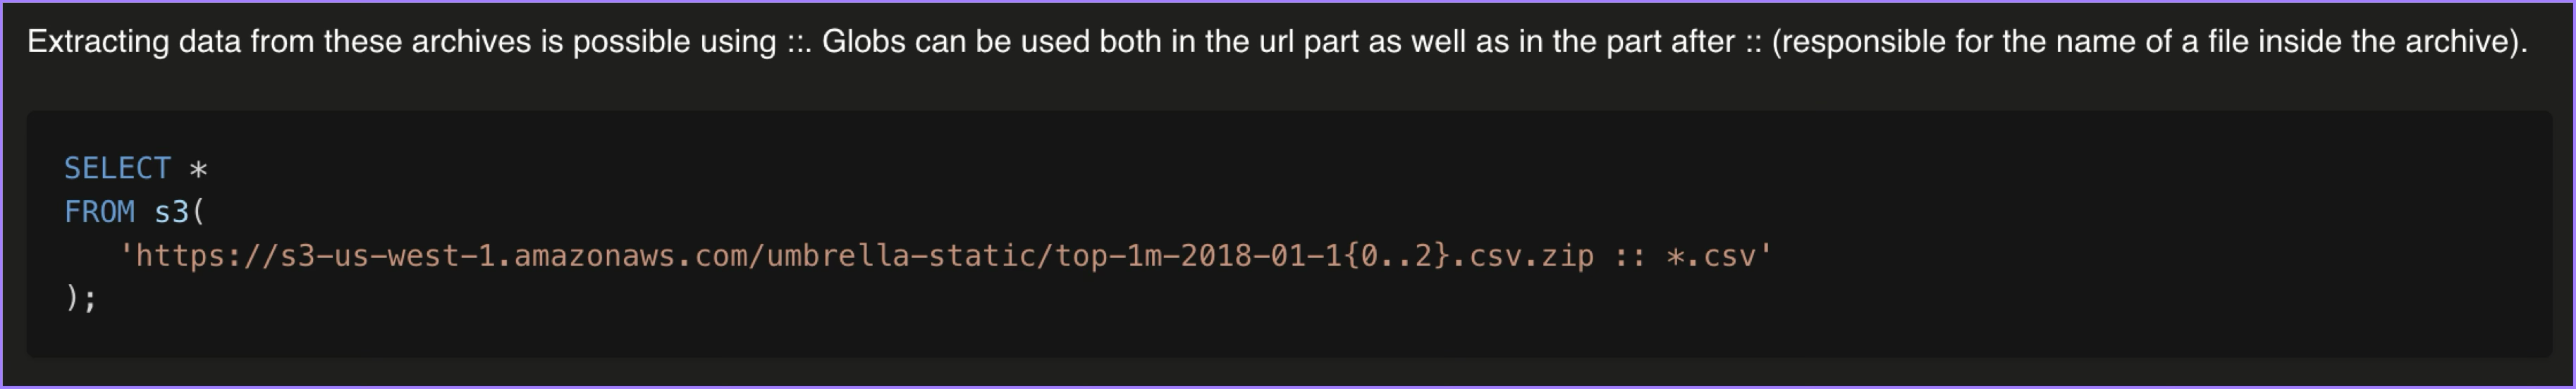 Extracting data from these archives is possible using ::. Globs can be used both in the url part as well as in the part after :: (responsible for the name of a file inside the archive).
SELECT *
FROM s3(
'https://s3-us-west-1.amazonaws.com/umbrella-static/top-1m-2018-01-1{0..2}.csv.zip :: *.csv'
);